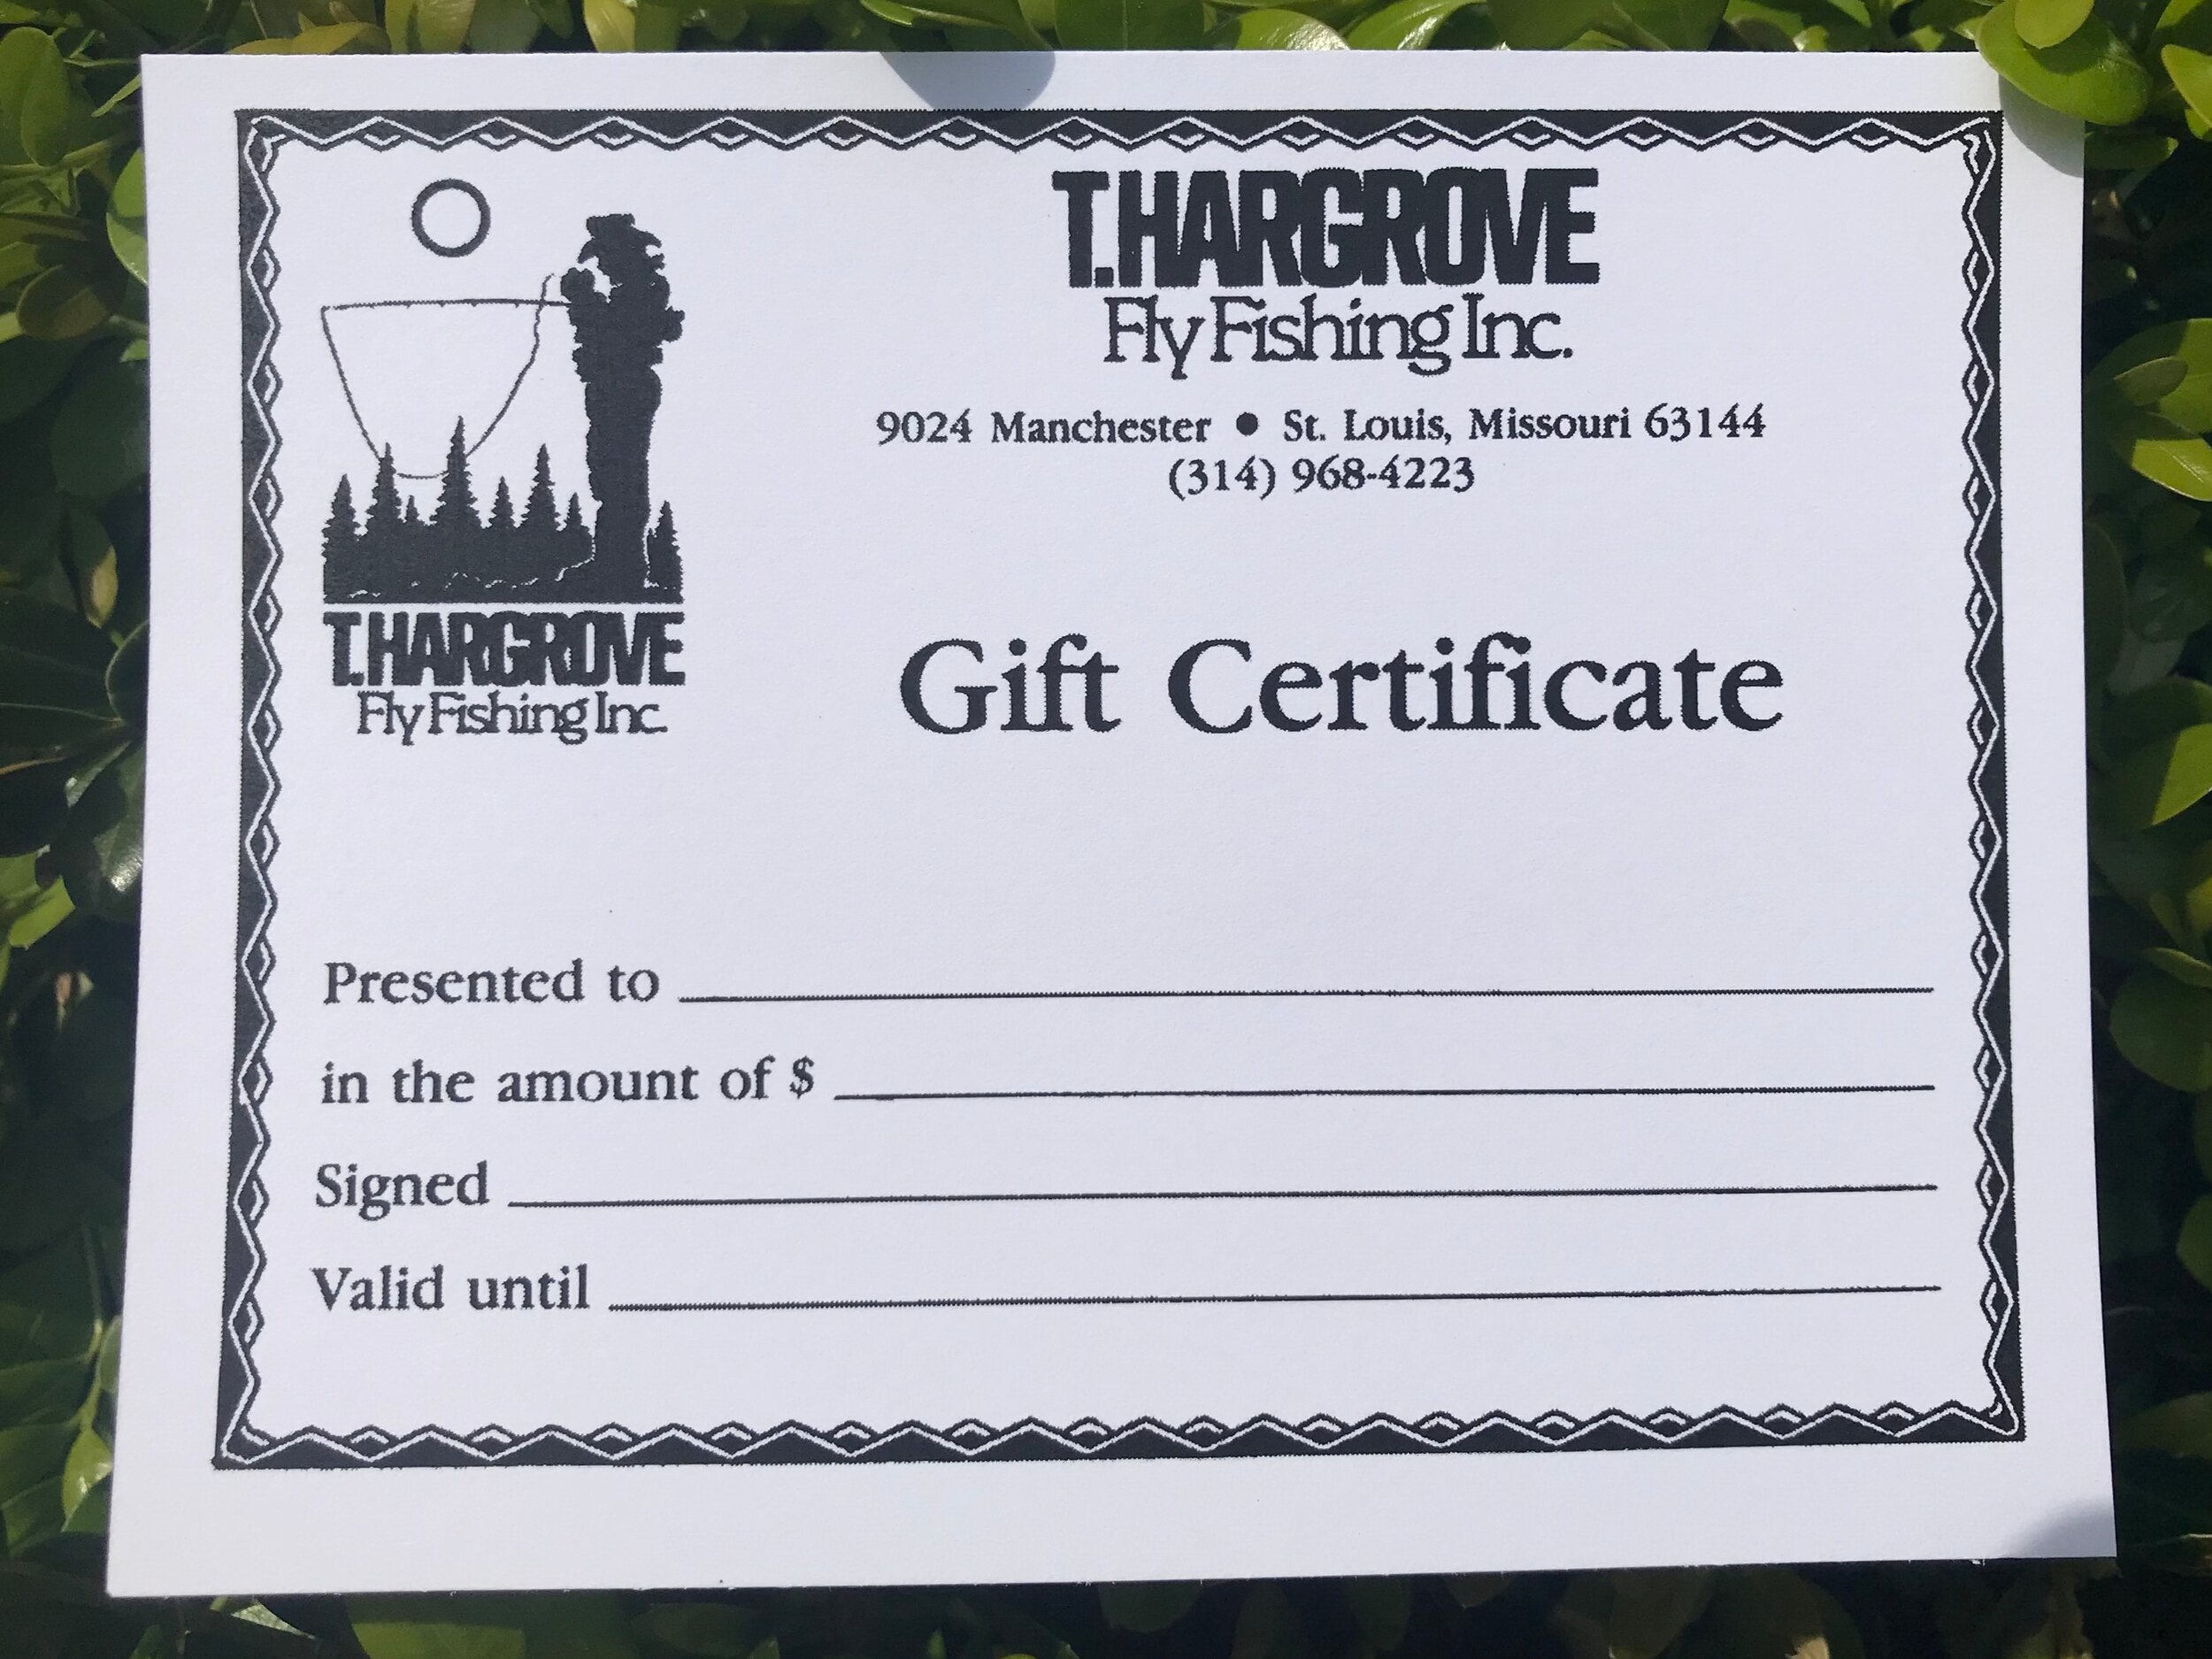 T.HARGROVE
Fly Fishing Inc.
9024 Manchester • St. Louis, Missouri 63144
(314) 968-4223
T.HARGROVE
Fly Fishing Inc.
Gift Certificate
Presented to
in the amount of $
Signed
Valid until